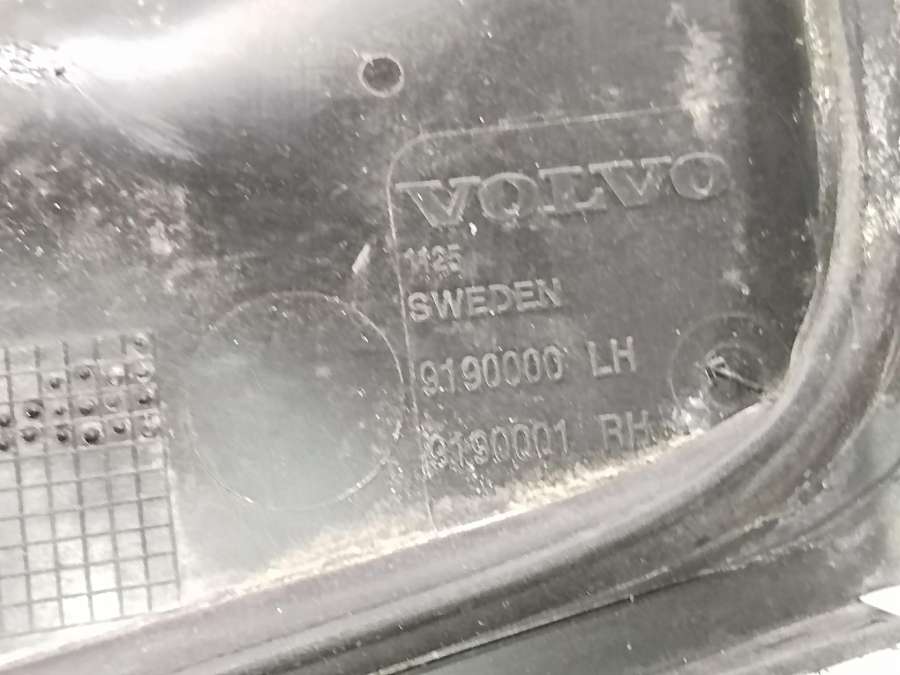 VOLVO
1125
SWEDEN
9190000 LH
9190001 RH